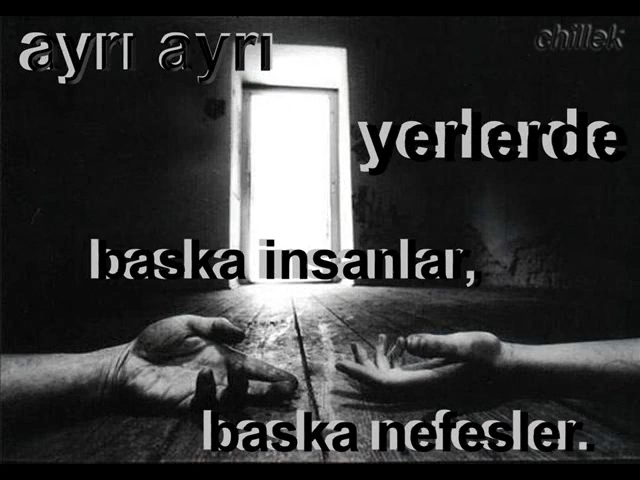 chillek
ayrı ayrı
yerlerde
baska insanlar,
baska nefesler.